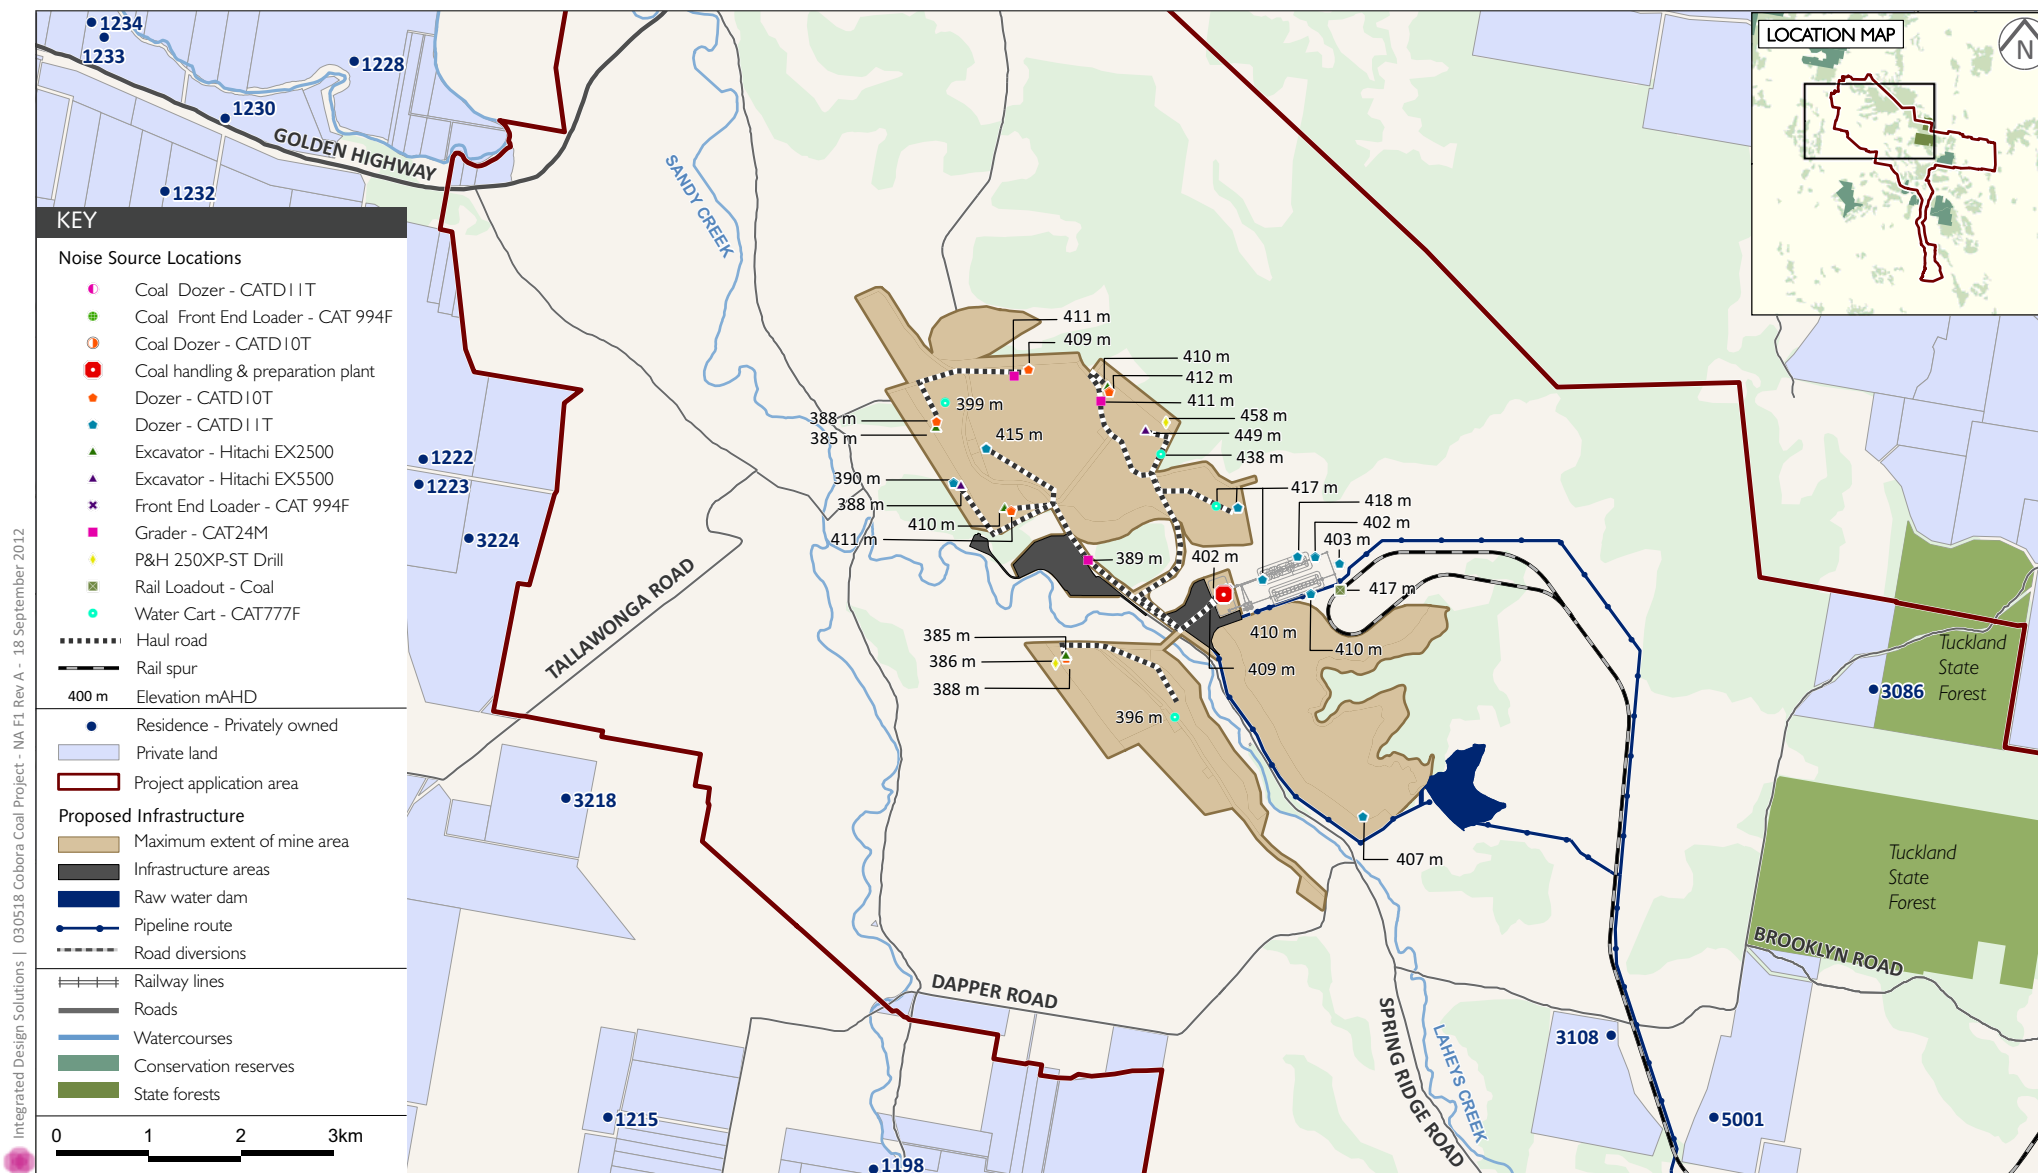 1234
1233
1228
1230
GOLDEN HIGHWAY
1232
LOCATION MAP
N
KEY
Noise Source Locations
Coal Dozer - CATD11T
Coal Front End Loader - CAT 994F
Coal Dozer - CATD10T
Coal handling & preparation plant
Dozer - CATD10T
Dozer - CATD11T
Excavator - Hitachi EX2500
Excavator - Hitachi EX5500
Front End Loader - CAT 994F
Grader - CAT24M
P&H 250XP-ST Drill
Rail Loadout - Coal
Water Cart - CAT777F
Haul road
Rail spur
400 m Elevation mAHD
Residence - Privately owned
Private land
Project application area
Proposed Infrastructure
Maximum extent of mine area
Infrastructure areas
Raw water dam
Pipeline route
Road diversions
Railway lines
Roads
Watercourses
Conservation reserves
State forests
0 1 2 3km
Integrated Design Solutions | 030518 Cobora Coal Project - NA F1 Rev A - 18 September 2012
SANDY CREEK
411 m
409 m
410 m
412 m
411 m
399 m
388 m
385 m
415 m
458 m
449 m
438 m
390 m
388 m
410 m
411 m
417 m
418 m
402 m
403 m
389 m
402 m
417 m
410 m
410 m
409 m
385 m
386 m
388 m
396 m
407 m
1222
1223
3224
TALLAWONGA ROAD
3218
Tuckland
State
Forest
3086
Tuckland
State
Forest
BROOKLYN ROAD
DAPPER ROAD
SPRING RIDGE ROAD
LAHEYS CREEK
3108
5001
1215
1198